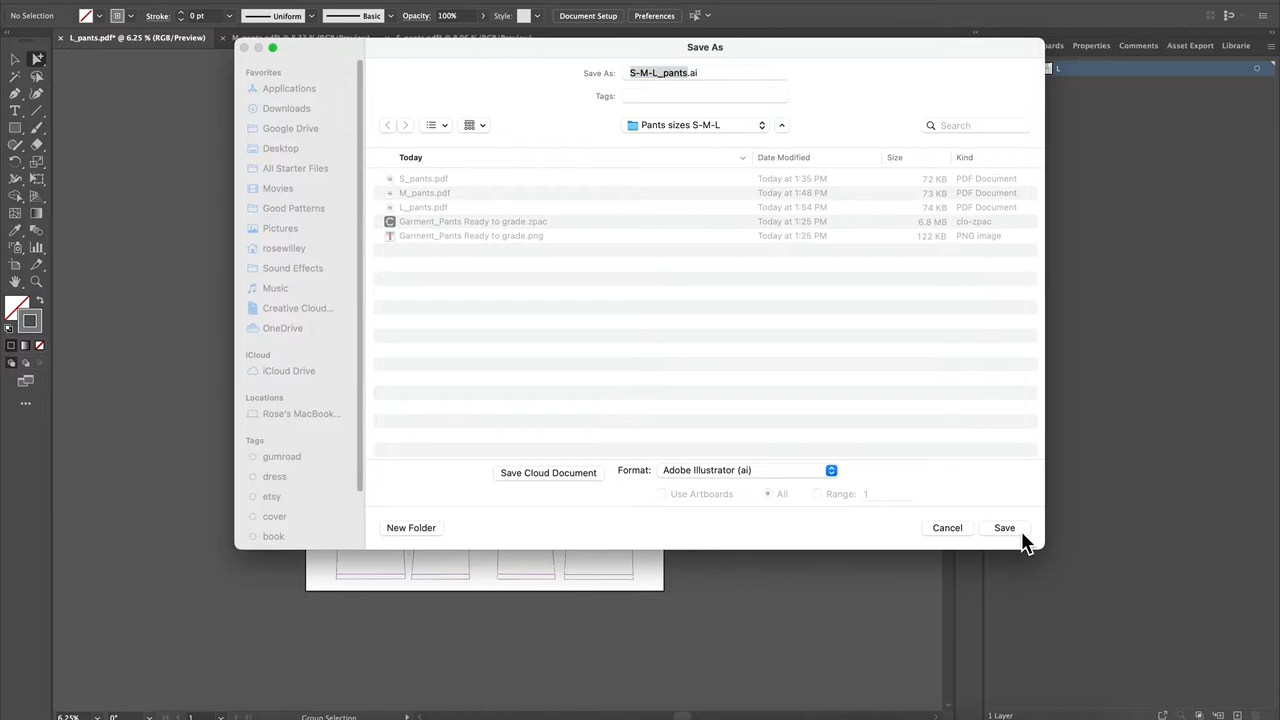 No Selection Stroke: 0 pt Uniform Basic Opacity: 100% Style: Document Setup Preferences
L_pants.pdf* @ 6.25 % (RGB/Preview)
Comments Asset Export Librarie
Save As
Save As: S-M-L_pants.ai
Tags:
Pants sizes S-M-L
Search
Favorites
Applications
Downloads
Google Drive
Desktop
All Starter Files
Movies
Good Patterns
Pictures
rosewilley
Sound Effects
Music
Creative Cloud...
OneDrive
iCloud
iCloud Drive
Locations
Rose's MacBook...
Tags
gumroad
dress
etsy
cover
book
Today Date Modified Size Kind
S_pants.pdf Today at 1:35 PM 72 KB PDF Document
M_pants.pdf Today at 1:48 PM 73 KB PDF Document
L_pants.pdf Today at 1:54 PM 74 KB PDF Document
Garment_Pants Ready to grade.zpac Today at 1:25 PM 6.8 MB clo-zpac
Garment_Pants Ready to grade.png Today at 1:25 PM 122 KB PNG image
Save Cloud Document Format: Adobe Illustrator (ai)
Use Artboards All Range: 1
New Folder Cancel Save
L
6.25% 0° 1 Group Selection 1 Layer